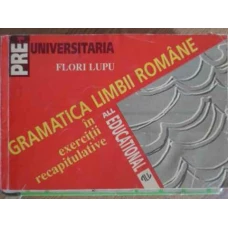 PRE
UNIVERSITARIA
FLORI LUPU
GRAMATICA LIMBII ROMÂNE
în
exerciții
recapitulative
ALL EDUCATIONAL